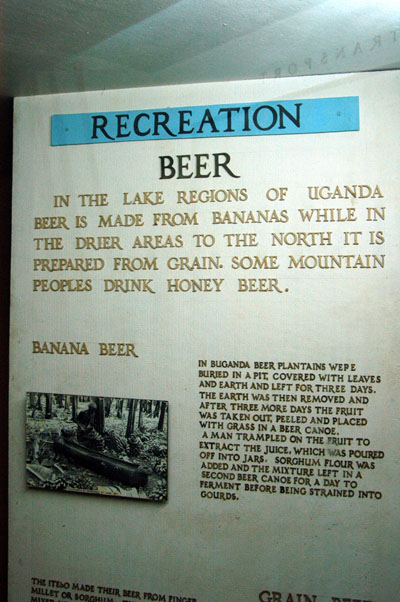 TRANSPORT
RECREATION
BEER
IN THE LAKE REGIONS OF UGANDA
BEER IS MADE FROM BANANAS WHILE IN
THE DRIER AREAS TO THE NORTH IT IS
PREPARED FROM GRAIN. SOME MOUNTAIN
PEOPLES DRINK HONEY BEER.
BANANA BEER
IN BUGANDA BEER PLANTAINS WERE
BURIED IN A PIT, COVERED WITH LEAVES
AND EARTH AND LEFT FOR THREE DAYS.
THE EARTH WAS THEN REMOVED AND
AFTER THREE MORE DAYS THE FRUIT
WAS TAKEN OUT, PEELED AND PLACED
WITH GRASS IN A BEER CANOE.
A MAN TRAMPLED ON THE FRUIT TO
EXTRACT THE JUICE, WHICH WAS POURED
OFF INTO JARS. SORGHUM FLOUR WAS
ADDED AND THE MIXTURE LEFT IN A
SECOND BEER CANOE FOR A DAY TO
FERMENT BEFORE BEING STRAINED INTO
GOURDS.
THE ITESO MADE THEIR BEER FROM FINGER
MILLET OR SORGHUM.
GRAIN BEER